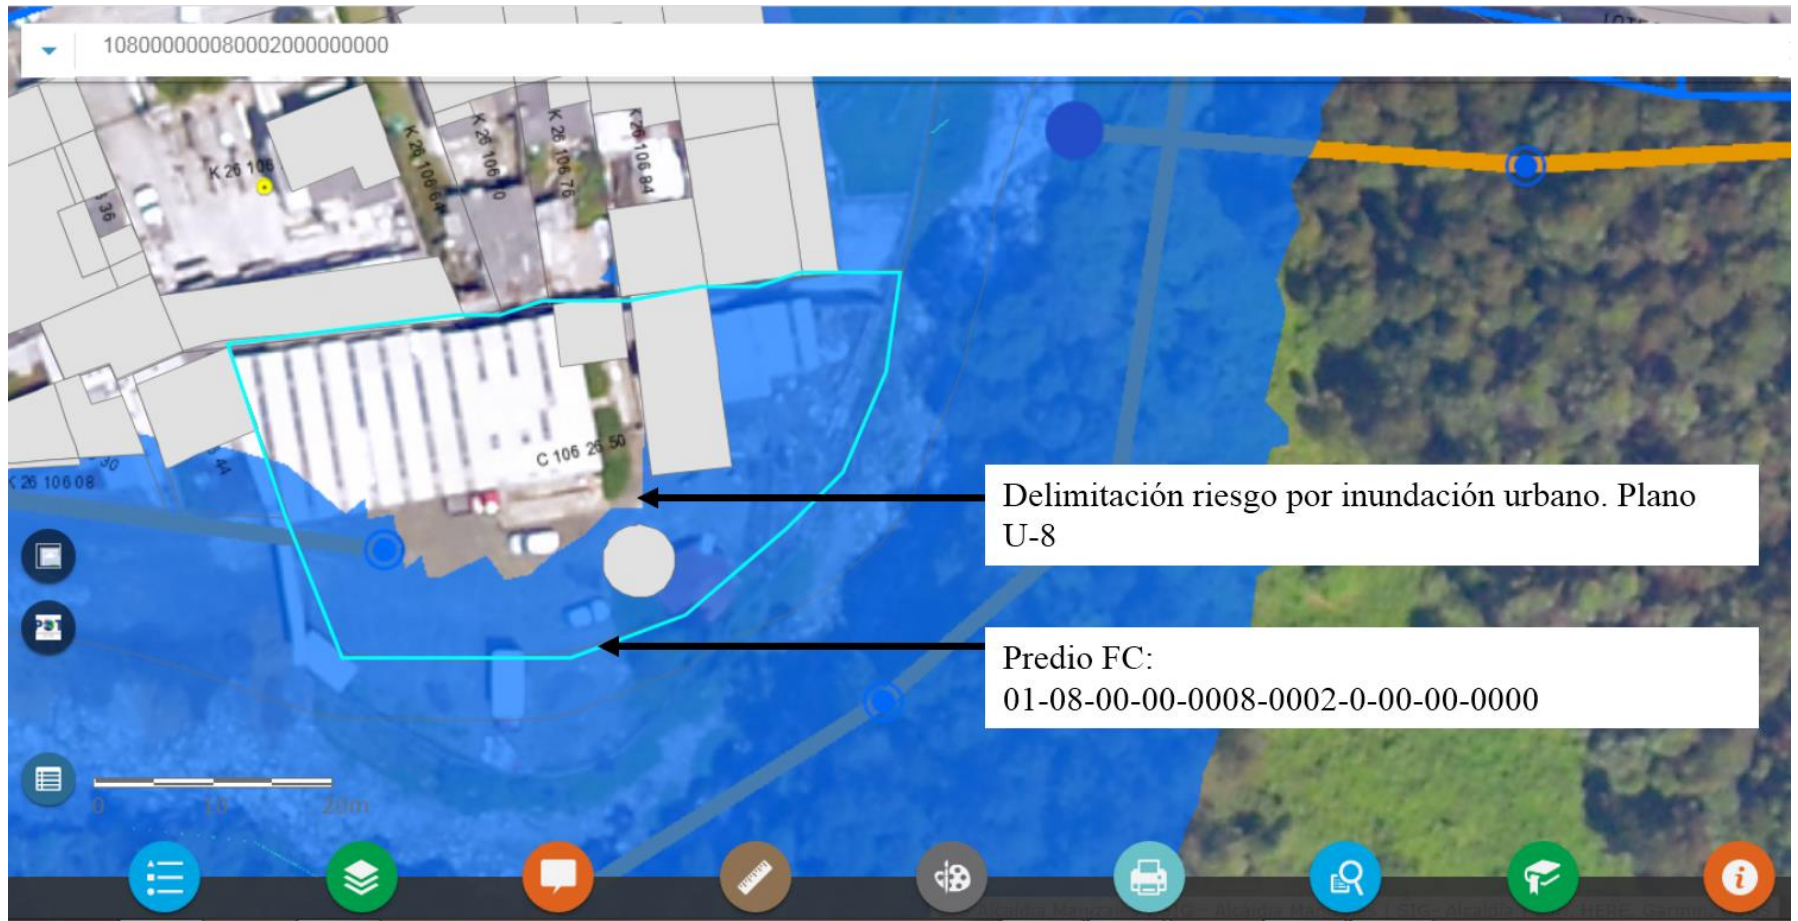 108000000080002000000000
K 26 106
K 26 106 64
K 26 106 70
K 26 106 76
K 26 106 84
36
C 106 26 50
30
44
K 26 106 08
Delimitación riesgo por inundación urbano. Plano
U-8
Predio FC:
01-08-00-00-0008-0002-0-00-00-0000
0 10 20m